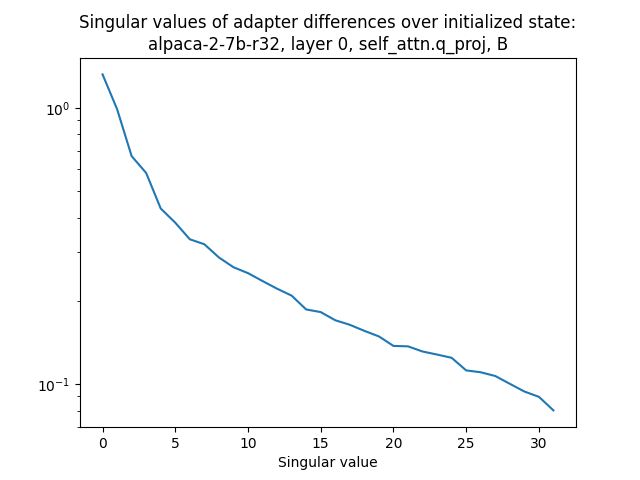 Singular values of adapter differences over initialized state:
alpaca-2-7b-r32, layer 0, self_attn.q_proj, B
10⁰
10⁻¹
0 5 10 15 20 25 30
Singular value